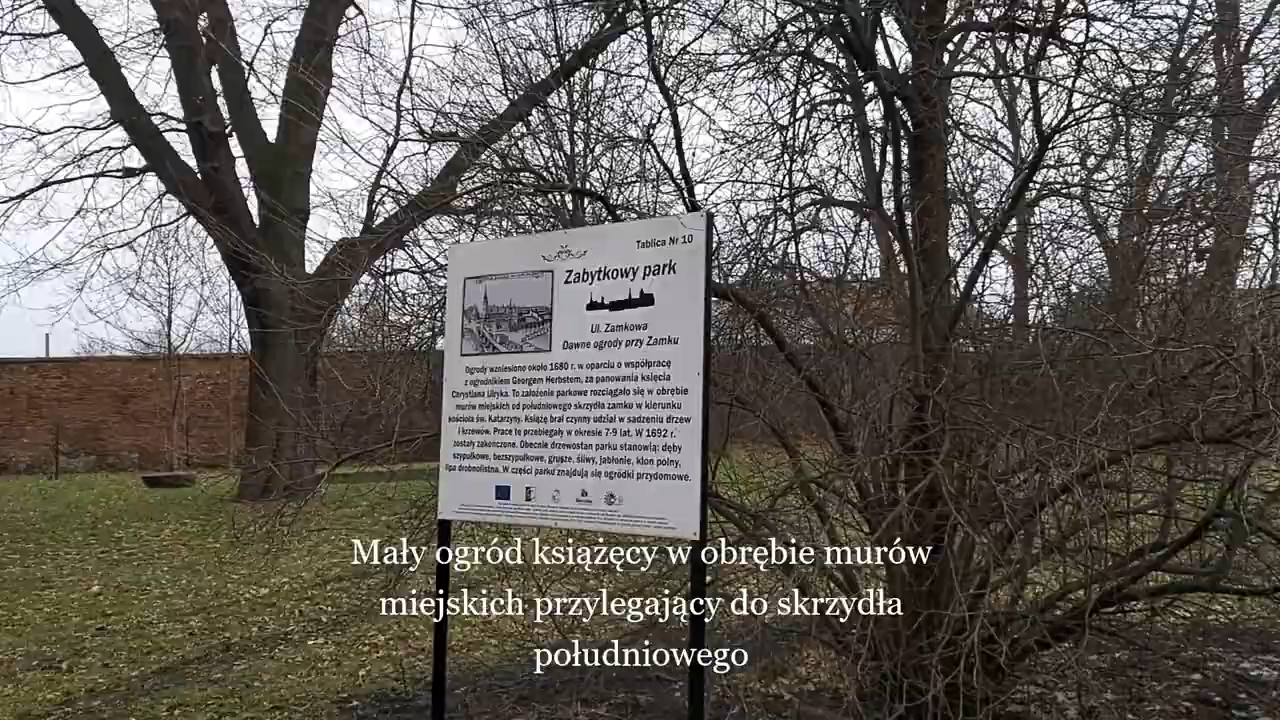 Tablica Nr 10
Zabytkowy park
Ul. Zamkowa
Dawne ogrody przy Zamku
Ogrody wzniesiono około 1680 r. w oparciu o współpracę
z ogrodnikiem Georgem Herbstem, za panowania księcia
Chrystiana Ulryka. To założenie parkowe rozciągało się w obrębie
murów miejskich od południowego skrzydła zamku w kierunku
kościoła św. Katarzyny. Książę brał czynny udział w sadzeniu drzew
i krzewów. Prace te przebiegały w okresie 7-9 lat. W 1692 r.
zostały zakończone. Obecnie drzewostan parku stanowią: dęby
szypułkowe, bezszypułkowe, grusze, śliwy, jabłonie, klon polny,
lipa drobnolistna. W części parku znajdują się ogródki przydomowe.
Mały ogród książęcy w obrębie murów
miejskich przylegający do skrzydła
południowego